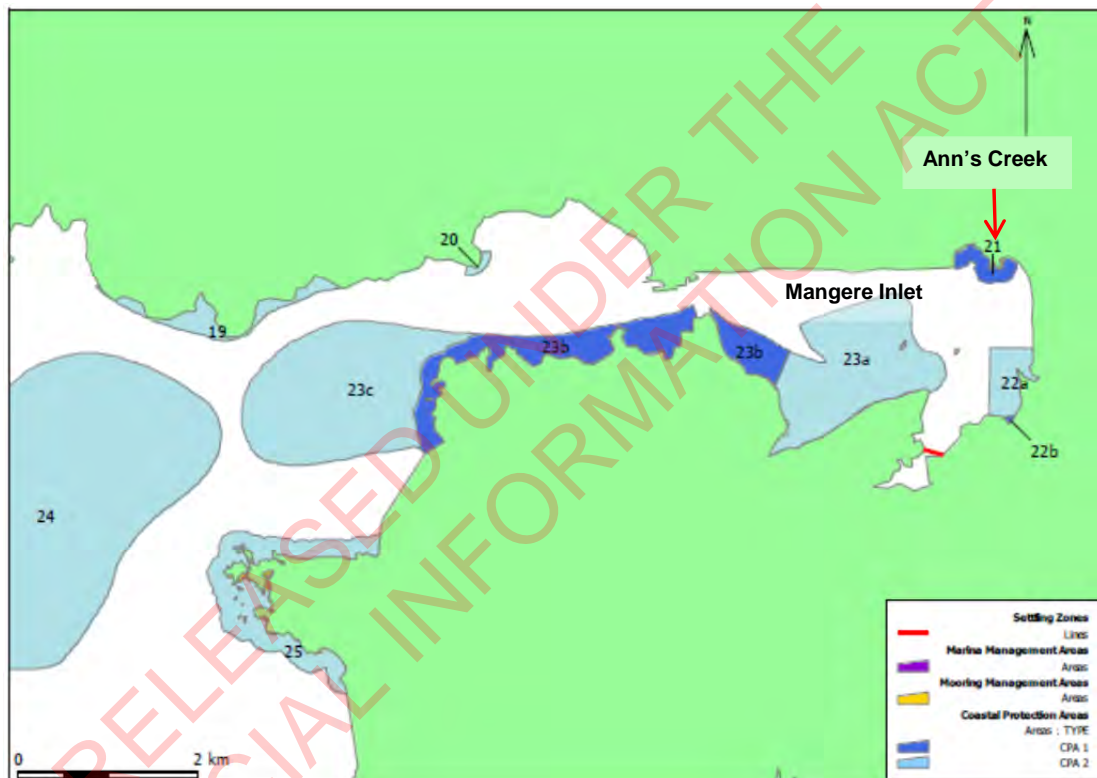 N
Ann's Creek
21
20
Mangere Inlet
19
23b
23b
23a
23c
22a
22b
24
25
Settling Zones
Lines
Marina Management Areas
Areas
Mooring Management Areas
Areas
Coastal Protection Areas
Areas : TYPE
CPA 1
CPA 2
0 2 km
RELEASED UNDER THE
CIAL INFORMATION ACT